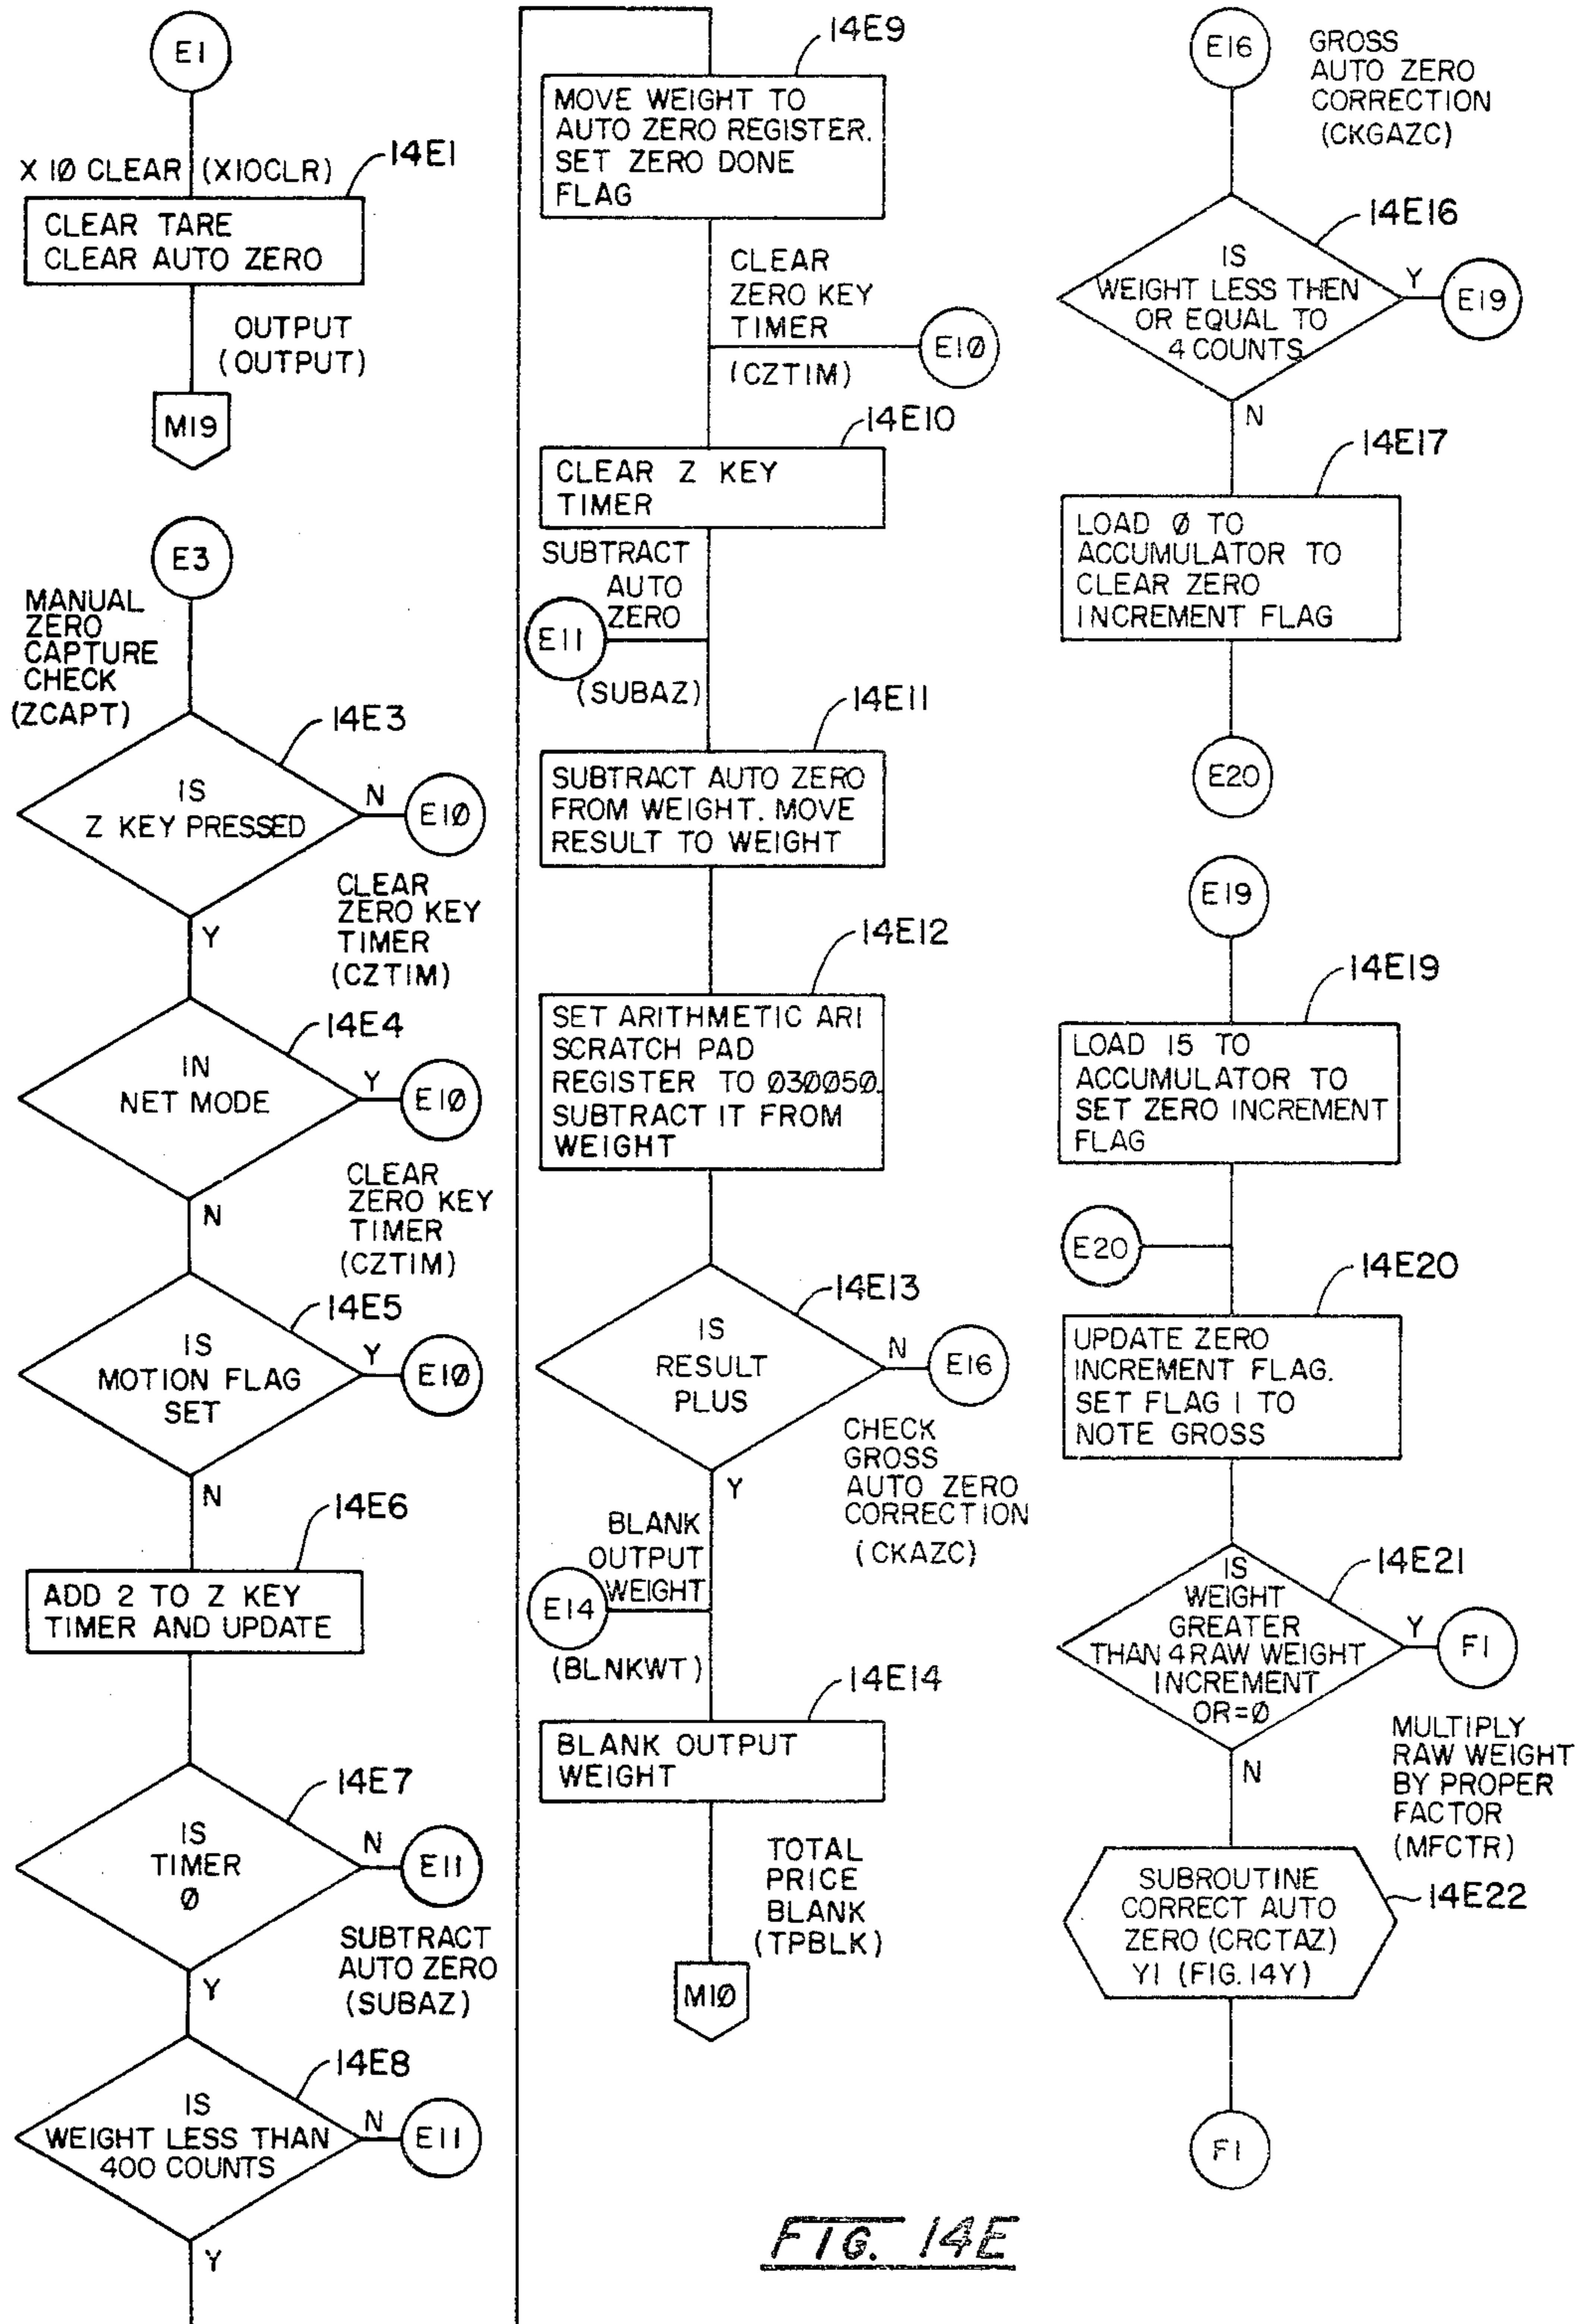 E1
X 1Ø CLEAR (X1OCLR)
14E1
CLEAR TARE
CLEAR AUTO ZERO
OUTPUT
(OUTPUT)
M19
E3
MANUAL
ZERO
CAPTURE
CHECK
(ZCAPT)
14E3
IS
Z KEY PRESSED
N
E1Ø
Y
CLEAR
ZERO KEY
TIMER
(CZTIM)
14E4
IN
NET MODE
Y
E1Ø
N
CLEAR
ZERO KEY
TIMER
(CZTIM)
14E5
IS
MOTION FLAG
SET
Y
E1Ø
N
14E6
ADD 2 TO Z KEY
TIMER AND UPDATE
14E7
IS
TIMER
Ø
N
E11
Y
SUBTRACT
AUTO ZERO
(SUBAZ)
14E8
IS
WEIGHT LESS THAN
400 COUNTS
N
E11
Y
14E9
MOVE WEIGHT TO
AUTO ZERO REGISTER.
SET ZERO DONE
FLAG
CLEAR
ZERO KEY
TIMER
(CZTIM)
E1Ø
14E10
CLEAR Z KEY
TIMER
SUBTRACT
AUTO
ZERO
E11
(SUBAZ)
14E11
SUBTRACT AUTO ZERO
FROM WEIGHT. MOVE
RESULT TO WEIGHT
14E12
SET ARITHMETIC ARI
SCRATCH PAD
REGISTER TO Ø3ØØ5Ø.
SUBTRACT IT FROM
WEIGHT
14E13
IS
RESULT
PLUS
N
E16
Y
CHECK
GROSS
AUTO ZERO
CORRECTION
(CKAZC)
BLANK
OUTPUT
WEIGHT
E14
(BLNKWT)
14E14
BLANK OUTPUT
WEIGHT
TOTAL
PRICE
BLANK
(TPBLK)
M1Ø
E16
GROSS
AUTO ZERO
CORRECTION
(CKGAZC)
14E16
IS
WEIGHT LESS THEN
OR EQUAL TO
4 COUNTS
Y
E19
N
14E17
LOAD Ø TO
ACCUMULATOR TO
CLEAR ZERO
INCREMENT FLAG
E20
E19
14E19
LOAD 15 TO
ACCUMULATOR TO
SET ZERO INCREMENT
FLAG
E20
14E20
UPDATE ZERO
INCREMENT FLAG.
SET FLAG 1 TO
NOTE GROSS
14E21
IS
WEIGHT
GREATER
THAN 4 RAW WEIGHT
INCREMENT
OR=Ø
Y
F1
N
MULTIPLY
RAW WEIGHT
BY PROPER
FACTOR
(MFCTR)
SUBROUTINE
CORRECT AUTO
ZERO (CRCTAZ)
Y1 (FIG. 14Y)
14E22
F1
FIG. 14E